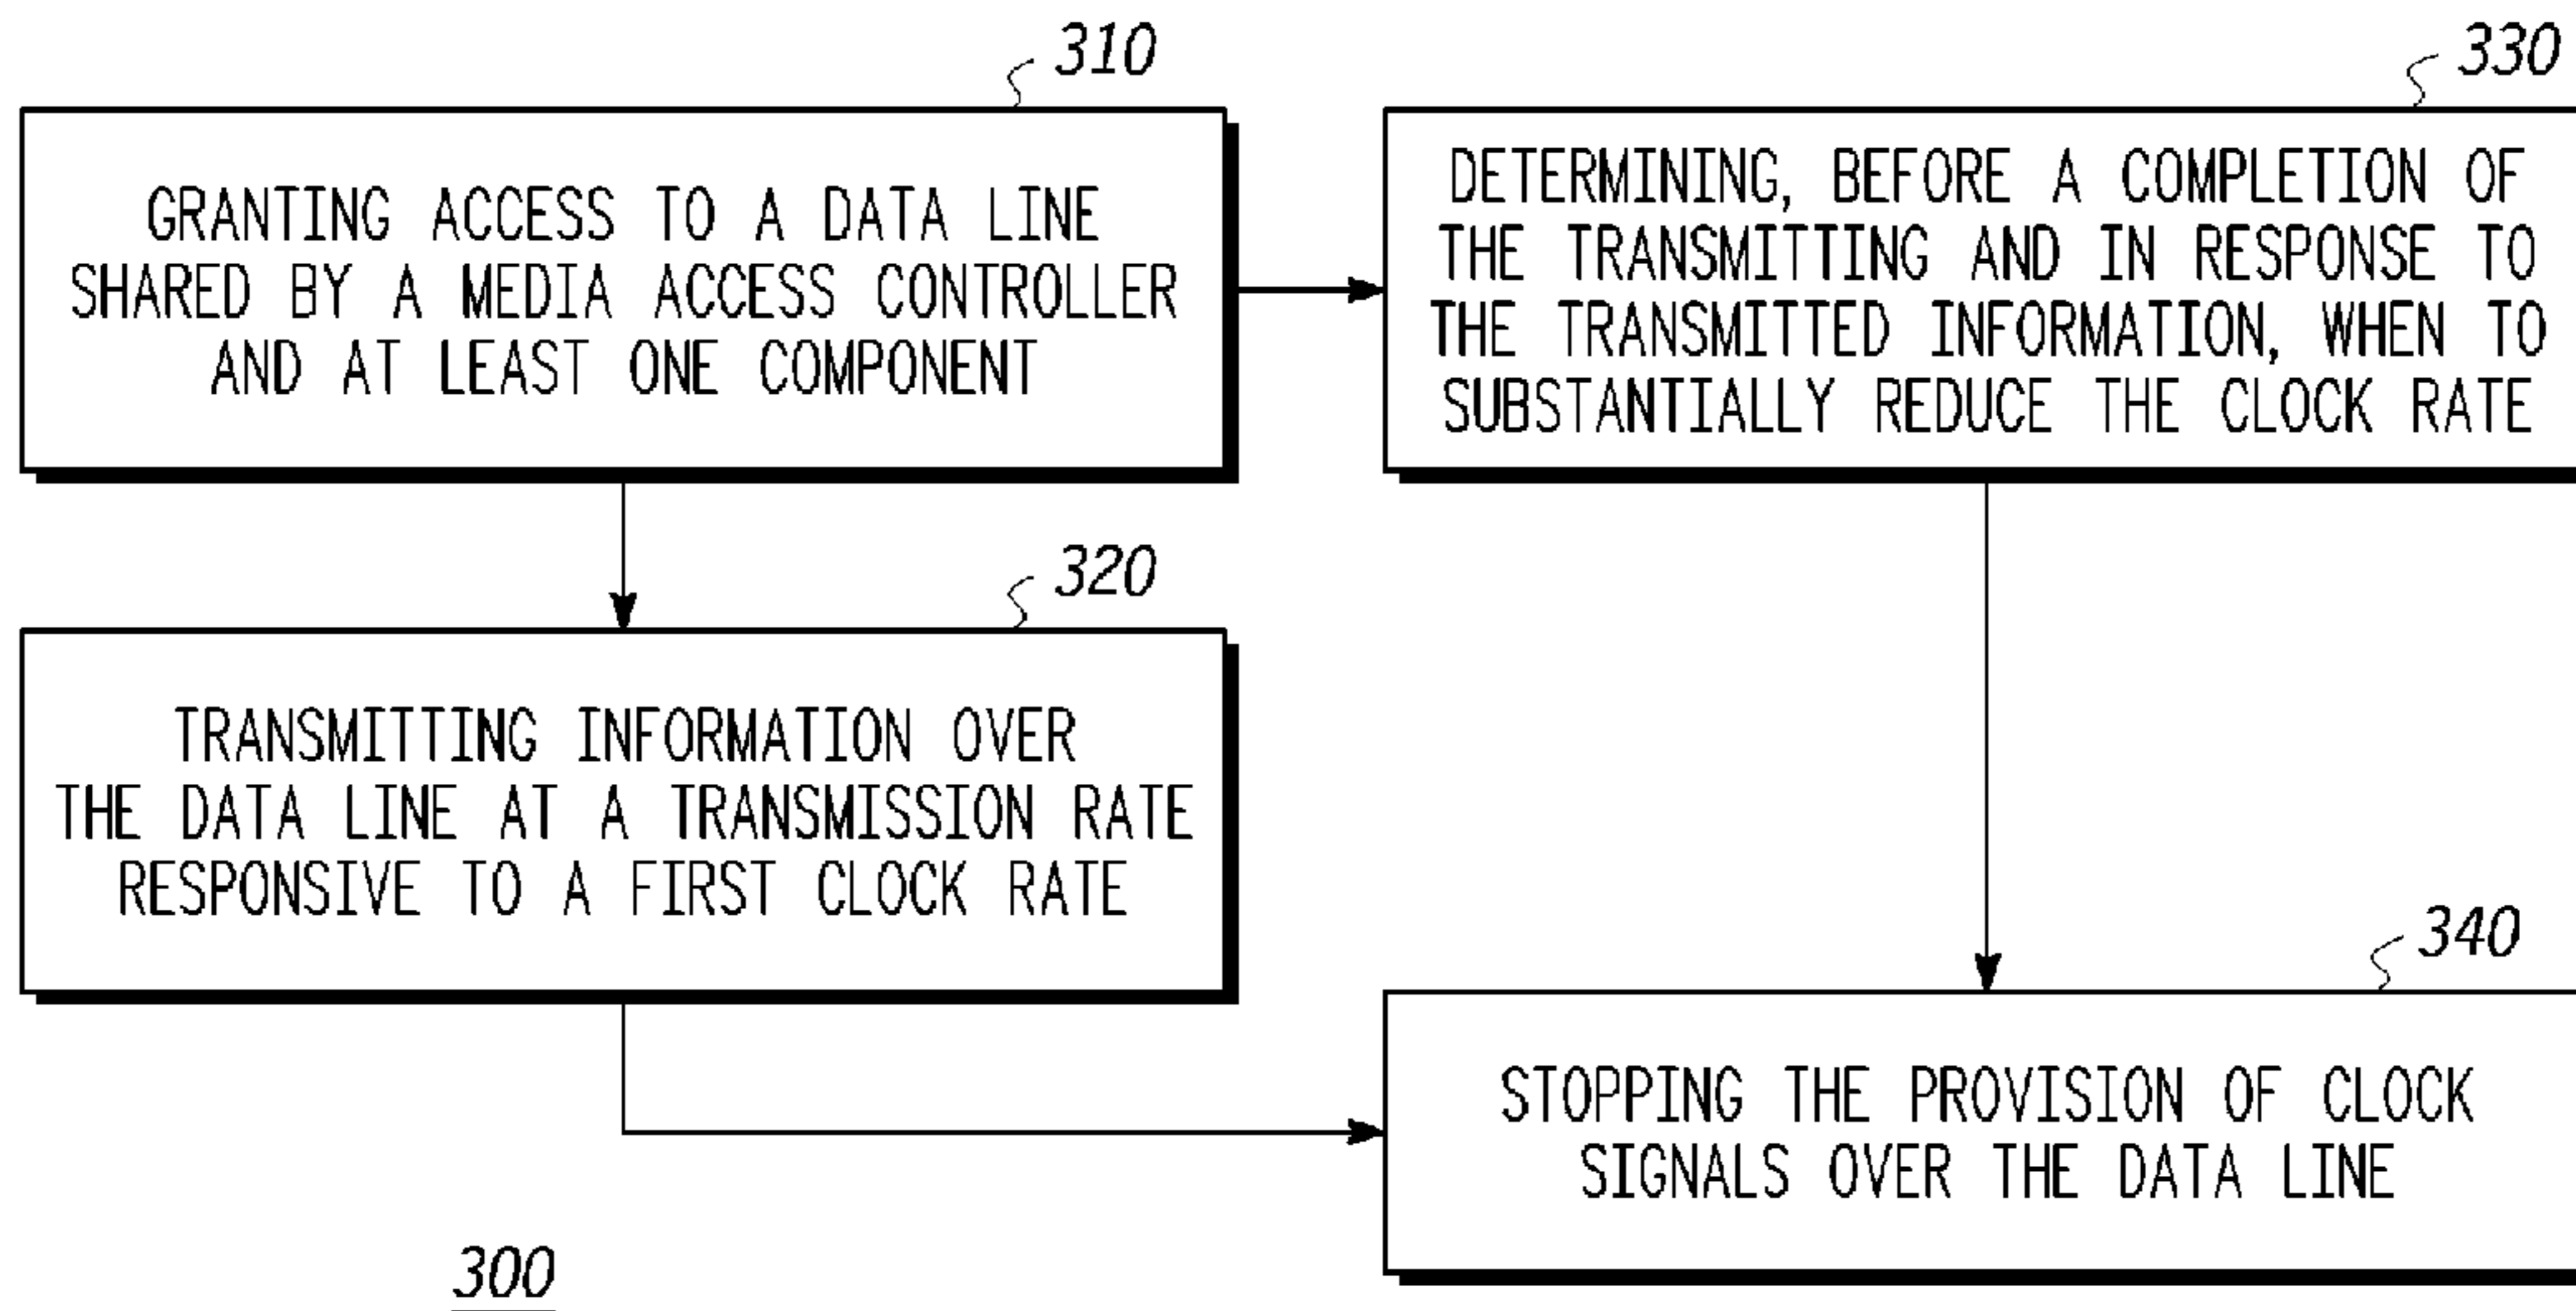 310
GRANTING ACCESS TO A DATA LINE
SHARED BY A MEDIA ACCESS CONTROLLER
AND AT LEAST ONE COMPONENT
330
DETERMINING, BEFORE A COMPLETION OF
THE TRANSMITTING AND IN RESPONSE TO
THE TRANSMITTED INFORMATION, WHEN TO
SUBSTANTIALLY REDUCE THE CLOCK RATE
320
TRANSMITTING INFORMATION OVER
THE DATA LINE AT A TRANSMISSION RATE
RESPONSIVE TO A FIRST CLOCK RATE
340
STOPPING THE PROVISION OF CLOCK
SIGNALS OVER THE DATA LINE
300